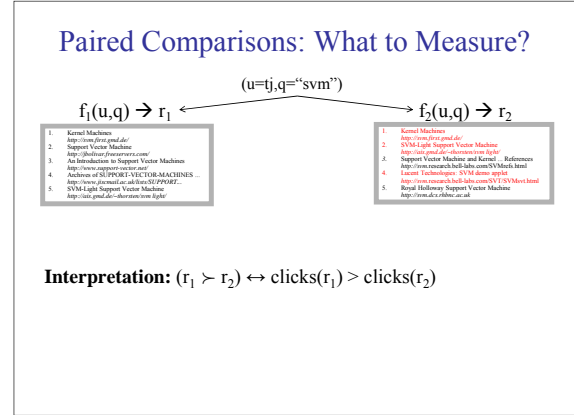 Paired Comparisons: What to Measure?
(u=tj,q=“svm”)
f1(u,q) → r1
f2(u,q) → r2
1. Kernel Machines
http://svm.first.gmd.de/
2. Support Vector Machine
http://jbolivar.freeservers.com/
3. An Introduction to Support Vector Machines
http://www.support-vector.net/
4. Archives of SUPPORT-VECTOR-MACHINES ...
http://www.jiscmail.ac.uk/lists/SUPPORT...
5. SVM-Light Support Vector Machine
http://ais.gmd.de/~thorsten/svm light/
1. Kernel Machines
http://svm.first.gmd.de/
2. SVM-Light Support Vector Machine
http://ais.gmd.de/~thorsten/svm light/
3. Support Vector Machine and Kernel ... References
http://svm.research.bell-labs.com/SVMrefs.html
4. Lucent Technologies: SVM demo applet
http://svm.research.bell-labs.com/SVT/SVMsvt.html
5. Royal Holloway Support Vector Machine
http://svm.dcs.rhbnc.ac.uk
Interpretation: (r1 ≻ r2) ↔ clicks(r1) > clicks(r2)